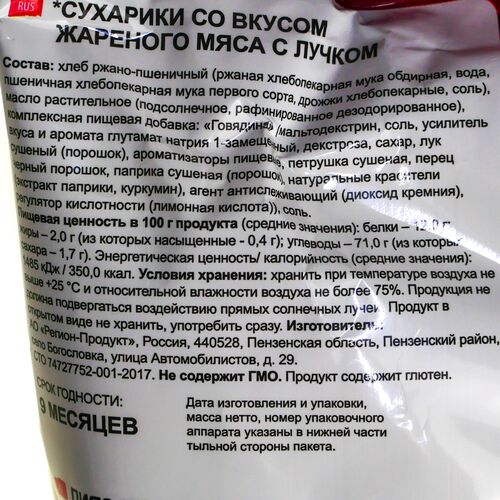 RUS
*СУХАРИКИ СО ВКУСОМ
ЖАРЕНОГО МЯСА С ЛУЧКОМ
Состав: хлеб ржано-пшеничный (ржаная хлебопекарная мука обдирная, вода,
пшеничная хлебопекарная мука первого сорта, дрожжи хлебопекарные, соль),
масло растительное (подсолнечное, рафинированное дезодорированное),
комплексная пищевая добавка: «Говядина» (мальтодекстрин, соль, усилитель
вкуса и аромата глутамат натрия 1-замещенный, декстроза, сахар, лук
сушеный (порошок), ароматизаторы пищевые, петрушка сушеная, перец
черный порошок, паприка сушеная (порошок), натуральные красители
(экстракт паприки, куркумин), агент антислеживающий (диоксид кремния),
регулятор кислотности (лимонная кислота)), соль.
Пищевая ценность в 100 г продукта (средние значения): белки – 12,0 г,
жиры – 2,0 г (из которых насыщенные - 0,4 г); углеводы – 71,0 г (из которых
сахара – 1,7 г). Энергетическая ценность/ калорийность (средние значения):
1485 кДж / 350,0 ккал. Условия хранения: хранить при температуре воздуха не
выше +25 °С и относительной влажности воздуха не более 75%. Продукция не
должна подвергаться воздействию прямых солнечных лучей. Продукт в
открытом виде не хранить, употребить сразу. Изготовитель:
АО «Регион-Продукт», Россия, 440528, Пензенская область, Пензенский район,
село Богословка, улица Автомобилистов, д. 29.
СТО 74727752-001-2017. Не содержит ГМО. Продукт содержит глютен.
СРОК ГОДНОСТИ:
9 МЕСЯЦЕВ
Дата изготовления и упаковки,
масса нетто, номер упаковочного
аппарата указаны в нижней части
тыльной стороны пакета.